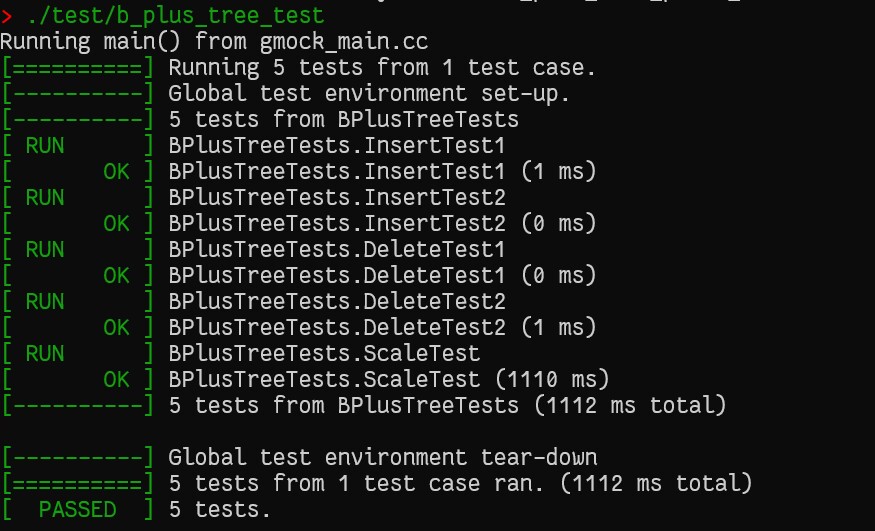 > ./test/b_plus_tree_test
Running main() from gmock_main.cc
[==========] Running 5 tests from 1 test case.
[----------] Global test environment set-up.
[----------] 5 tests from BPlusTreeTests
[ RUN      ] BPlusTreeTests.InsertTest1
[       OK ] BPlusTreeTests.InsertTest1 (1 ms)
[ RUN      ] BPlusTreeTests.InsertTest2
[       OK ] BPlusTreeTests.InsertTest2 (0 ms)
[ RUN      ] BPlusTreeTests.DeleteTest1
[       OK ] BPlusTreeTests.DeleteTest1 (0 ms)
[ RUN      ] BPlusTreeTests.DeleteTest2
[       OK ] BPlusTreeTests.DeleteTest2 (1 ms)
[ RUN      ] BPlusTreeTests.ScaleTest
[       OK ] BPlusTreeTests.ScaleTest (1110 ms)
[----------] 5 tests from BPlusTreeTests (1112 ms total)
[----------] Global test environment tear-down
[==========] 5 tests from 1 test case ran. (1112 ms total)
[  PASSED  ] 5 tests.